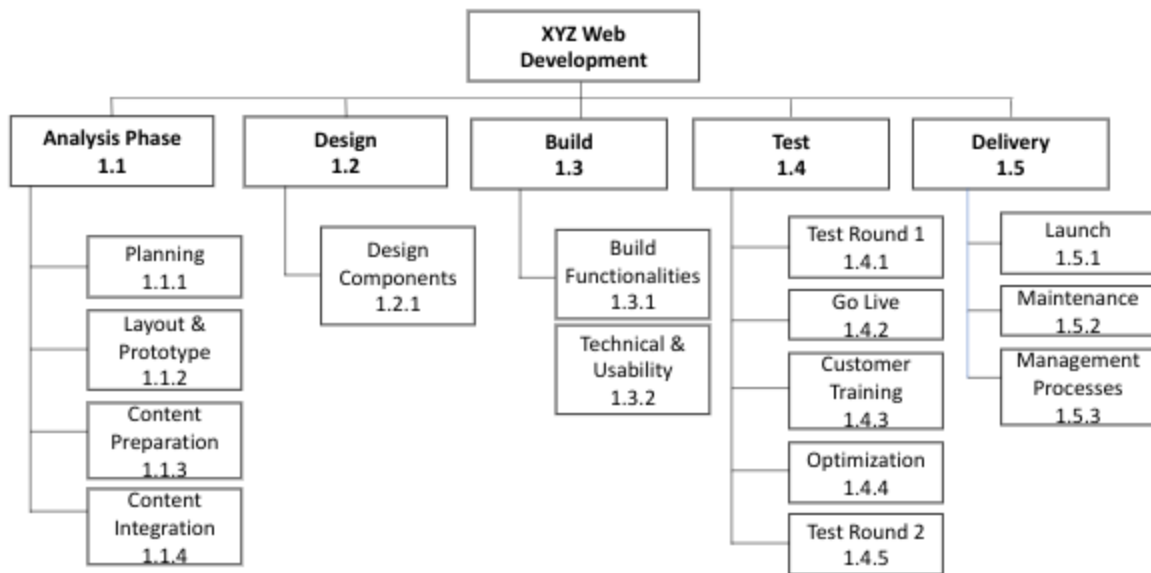 XYZ Web
Development
Analysis Phase
1.1
Design
1.2
Build
1.3
Test
1.4
Delivery
1.5
Planning
1.1.1
Layout &
Prototype
1.1.2
Content
Preparation
1.1.3
Content
Integration
1.1.4
Design
Components
1.2.1
Build
Functionalities
1.3.1
Technical &
Usability
1.3.2
Test Round 1
1.4.1
Go Live
1.4.2
Customer
Training
1.4.3
Optimization
1.4.4
Test Round 2
1.4.5
Launch
1.5.1
Maintenance
1.5.2
Management
Processes
1.5.3